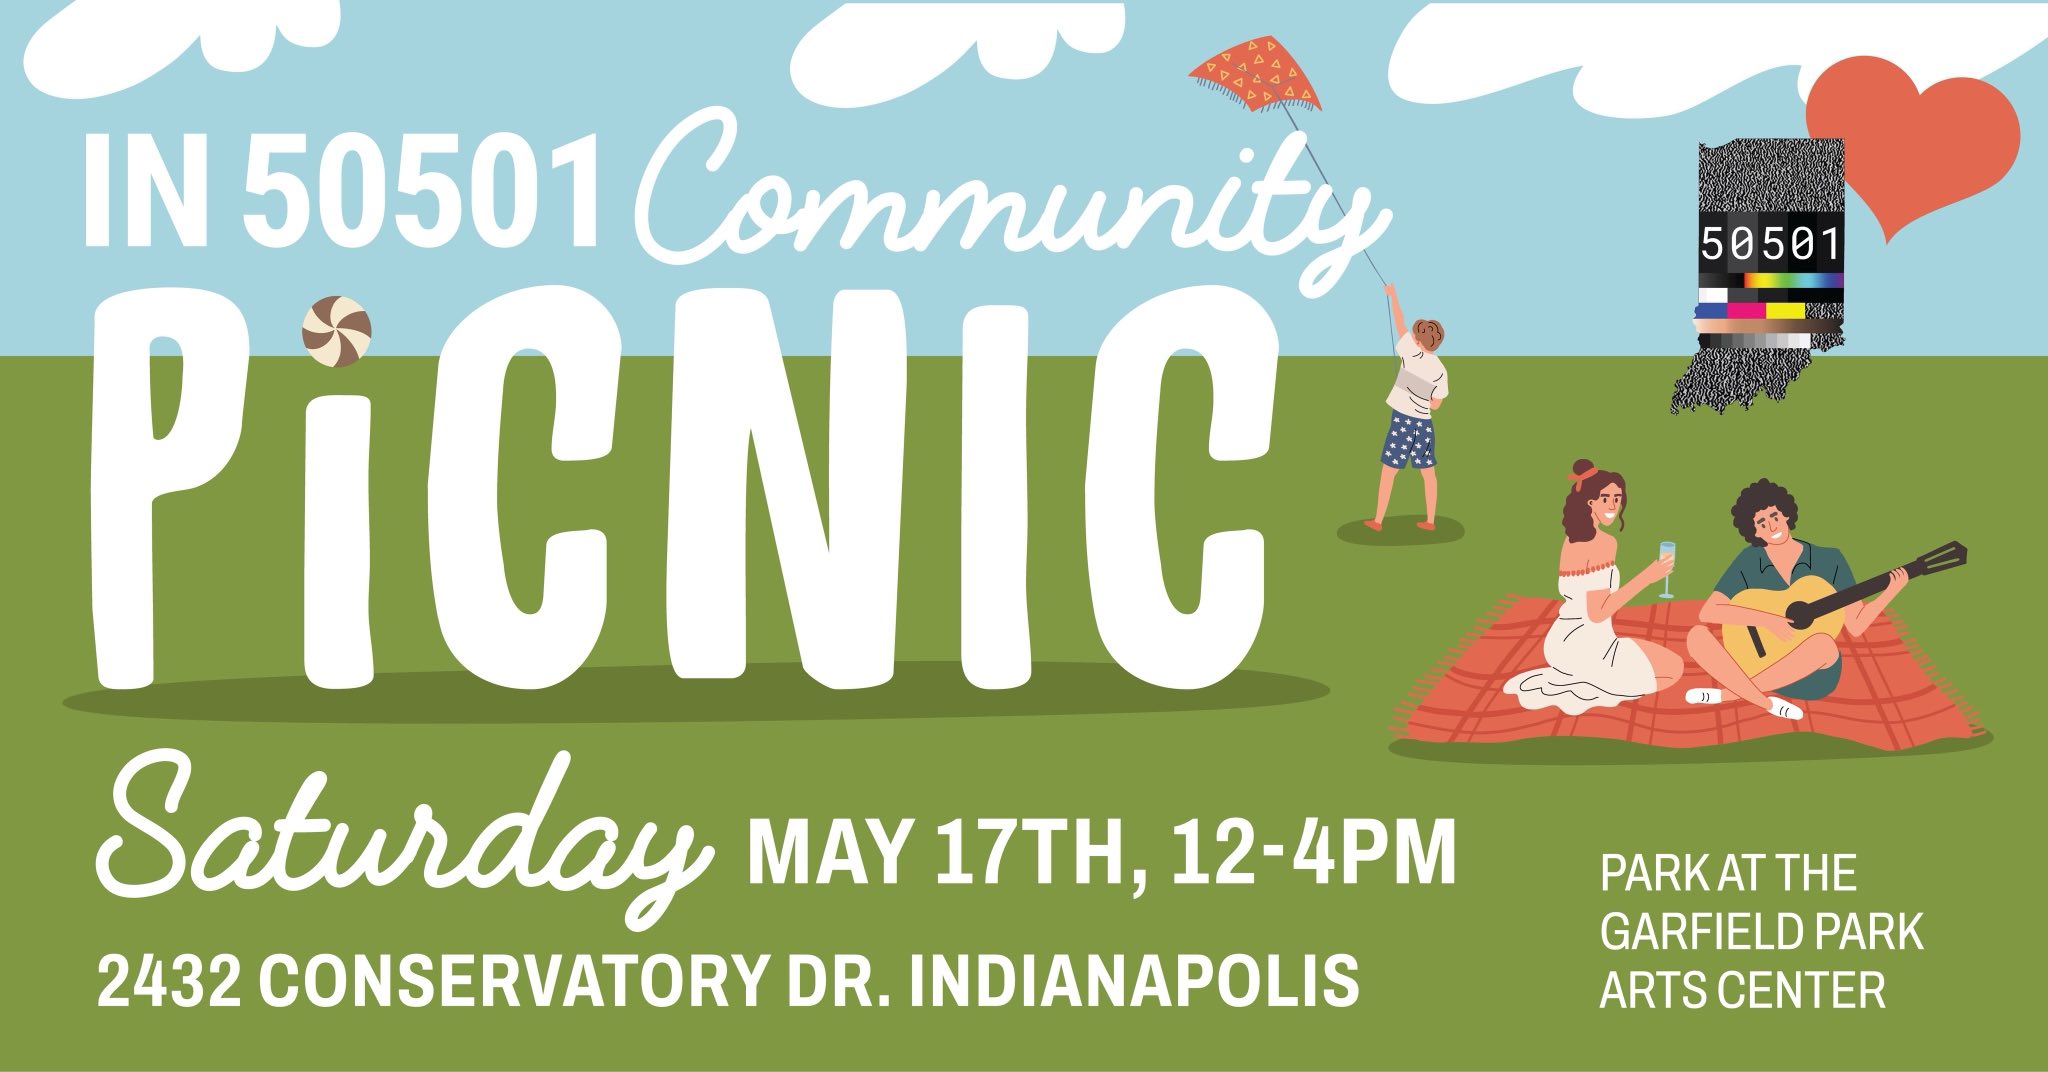 IN 50501 Community
PiCNIC
50501
Saturday MAY 17TH, 12-4PM
2432 CONSERVATORY DR. INDIANAPOLIS
PARK AT THE
GARFIELD PARK
ARTS CENTER